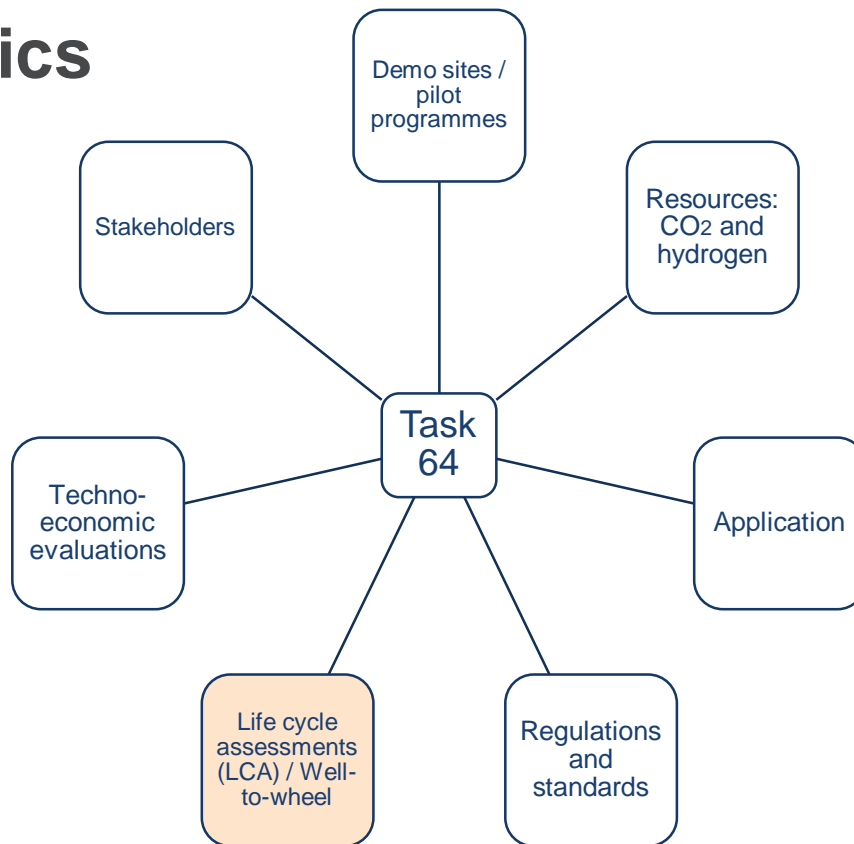 ics
Demo sites /
pilot
programmes
Stakeholders
Resources:
CO2 and
hydrogen
Task
64
Techno-
economic
evaluations
Application
Life cycle
assessments
(LCA) / Well-
to-wheel
Regulations
and
standards